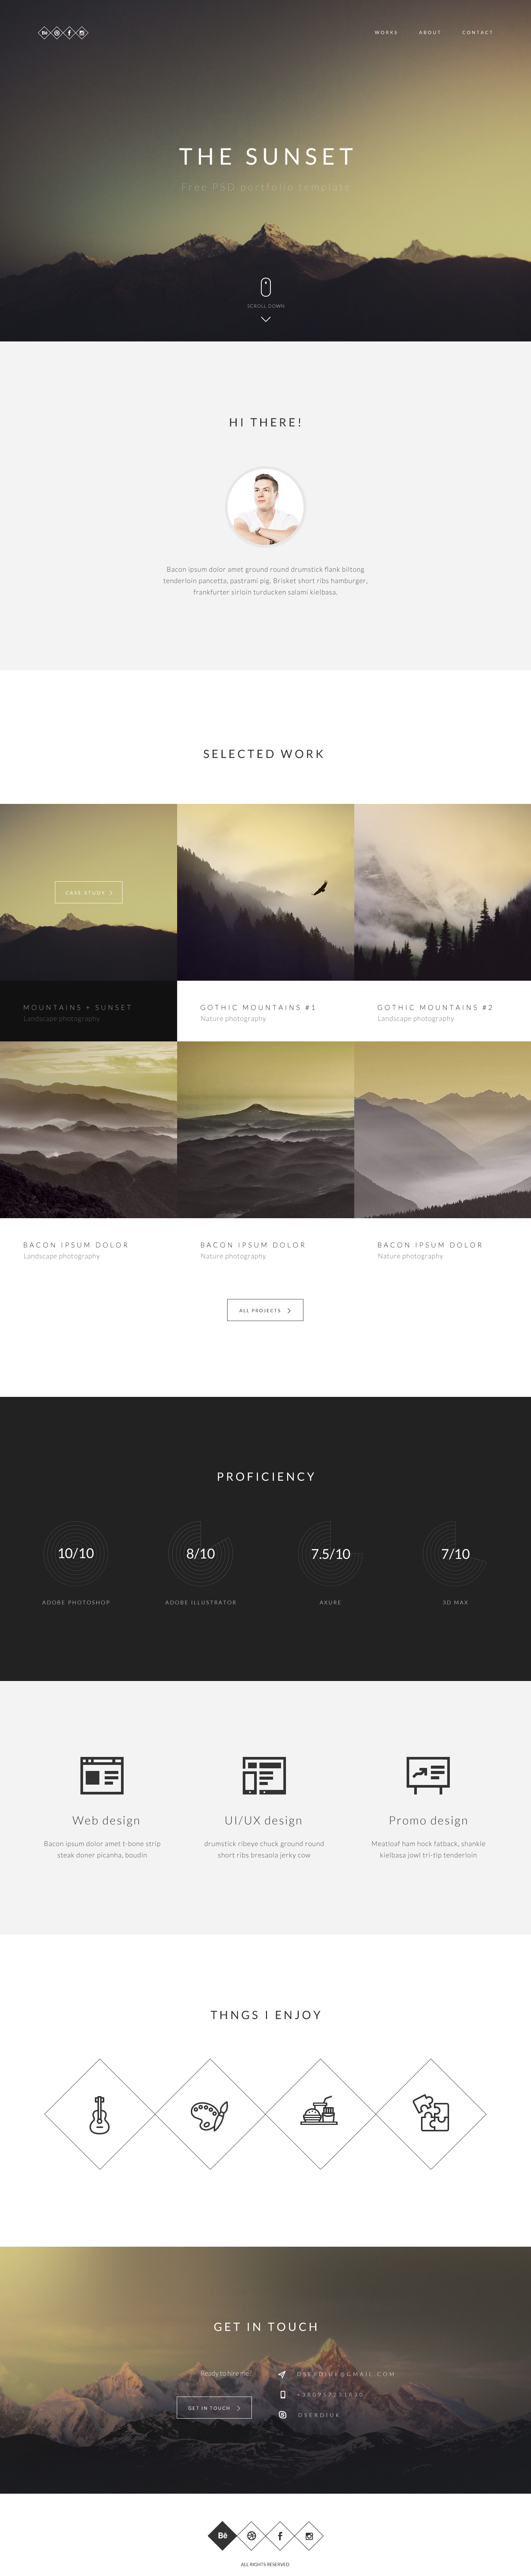 Bē
WORKS ABOUT CONTACT
THE SUNSET
Free PSD portfolio template
SCROLL DOWN
HI THERE!
Bacon ipsum dolor amet ground round drumstick flank biltong
tenderloin pancetta, pastrami pig. Brisket short ribs hamburger,
frankfurter sirloin turducken salami kielbasa.
SELECTED WORK
CASE STUDY
MOUNTAINS + SUNSET
Landscape photography
GOTHIC MOUNTAINS #1
Nature photography
GOTHIC MOUNTAINS #2
Landscape photography
BACON IPSUM DOLOR
Landscape photography
BACON IPSUM DOLOR
Nature photography
BACON IPSUM DOLOR
Nature photography
ALL PROJECTS
PROFICIENCY
10/10
ADOBE PHOTOSHOP
8/10
ADOBE ILLUSTRATOR
7.5/10
AXURE
7/10
3D MAX
Web design
Bacon ipsum dolor amet t-bone strip
steak doner picanha, boudin
UI/UX design
drumstick ribeye chuck ground round
short ribs bresaola jerky cow
Promo design
Meatloaf ham hock fatback, shankle
kielbasa jowl tri-tip tenderloin
THNGS I ENJOY
GET IN TOUCH
Ready to hire me?
GET IN TOUCH
DSERDIUK@GMAIL.COM
DSERDIUK
Bē
ALL RIGHTS RESERVED